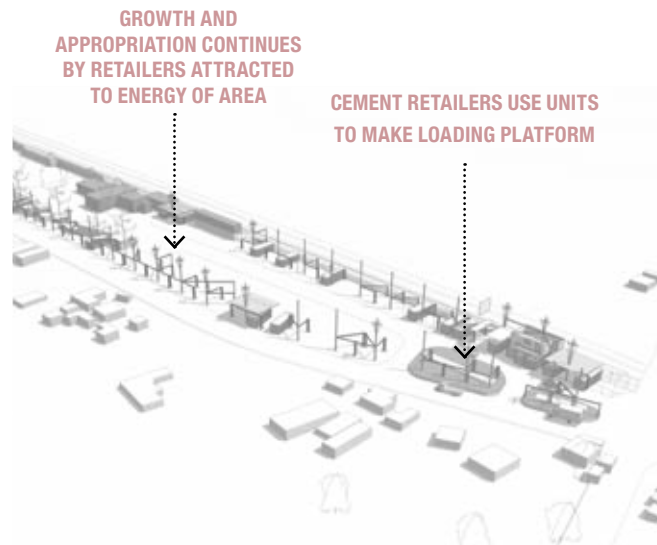 GROWTH AND
APPROPRIATION CONTINUES
BY RETAILERS ATTRACTED
TO ENERGY OF AREA
CEMENT RETAILERS USE UNITS
TO MAKE LOADING PLATFORM